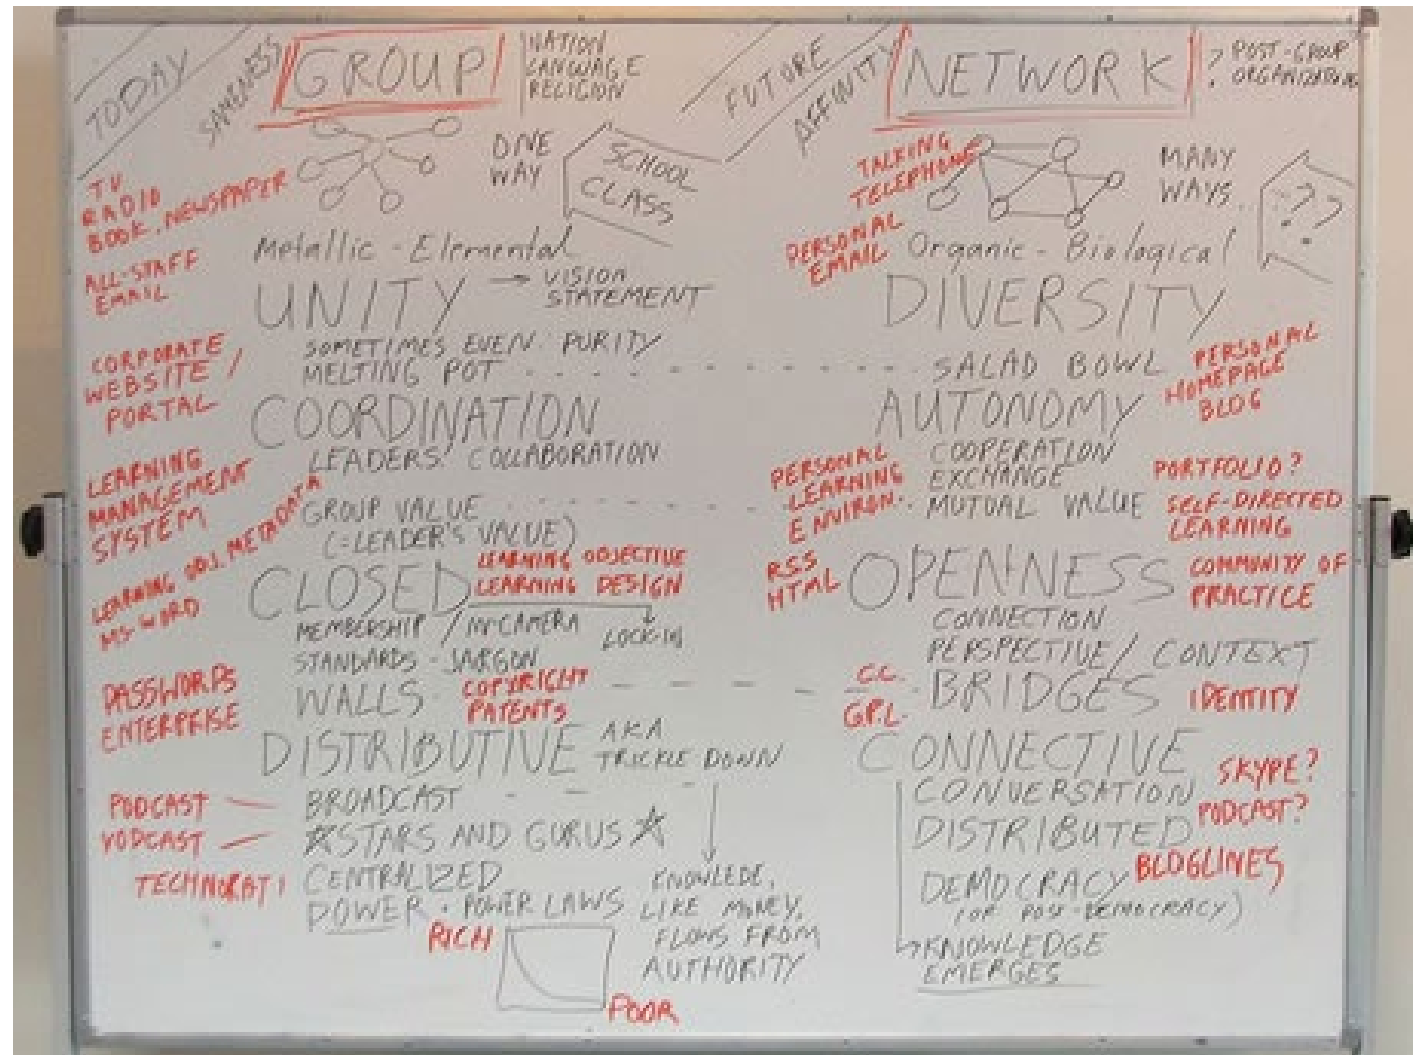 TODAY
SAMENESS
GROUP
NATION
LANGUAGE
RELIGION
ONE
WAY
SCHOOL
CLASS
TV
RADIO
BOOK, NEWSPAPER
Metallic - Elemental
ALL-STAFF
EMAIL
UNITY → VISION
STATEMENT
SOMETIMES EVEN PURITY
MELTING POT
CORPORATE
WEBSITE /
PORTAL
COORDINATION
LEADERS' COLLABORATION
LEARNING
MANAGEMENT
SYSTEM
GROUP VALUE
(=LEADER'S VALUE)
LEARNING OBJ, METADATA
MS-WORD
CLOSED
LEARNING OBJECTIVE
LEARNING DESIGN
MEMBERSHIP / IN-CAMERA
LOCK-IN
STANDARDS - JARGON
WALLS
COPYRIGHT
PATENTS
PASSWORDS
ENTERPRISE
DISTRIBUTIVE AKA
TRICKLE DOWN
PODCAST
VODCAST
BROADCAST
☆STARS AND GURUS☆
TECHNORATI
CENTRALIZED
POWER · POWER LAWS
RICH
POOR
KNOWLEDE,
LIKE MONEY,
FLOWS FROM
AUTHORITY
FUTURE
AFFINITY
NETWORK
? POST-GROUP
TALKING
TELEPHONE
MANY
WAYS...
???
PERSONAL
EMAIL
Organic - Biological
DIVERSITY
SALAD BOWL
PERSONAL
HOMEPAGE
BLOG
AUTONOMY
COOPERATION
EXCHANGE
MUTUAL VALUE
PERSONAL
LEARNING
ENVIRON.
PORTFOLIO?
SELF-DIRECTED
LEARNING
RSS
HTML
OPENNESS
COMMUNITY OF
PRACTICE
CONNECTION
PERSPECTIVE / CONTEXT
C.C.
G.P.L.
BRIDGES
IDENTITY
CONNECTIVE
CONVERSATION
SKYPE?
PODCAST?
DISTRIBUTED
BLOGLINES
DEMOCRACY
(OR POST-DEMOCRACY)
KNOWLEDGE
EMERGES